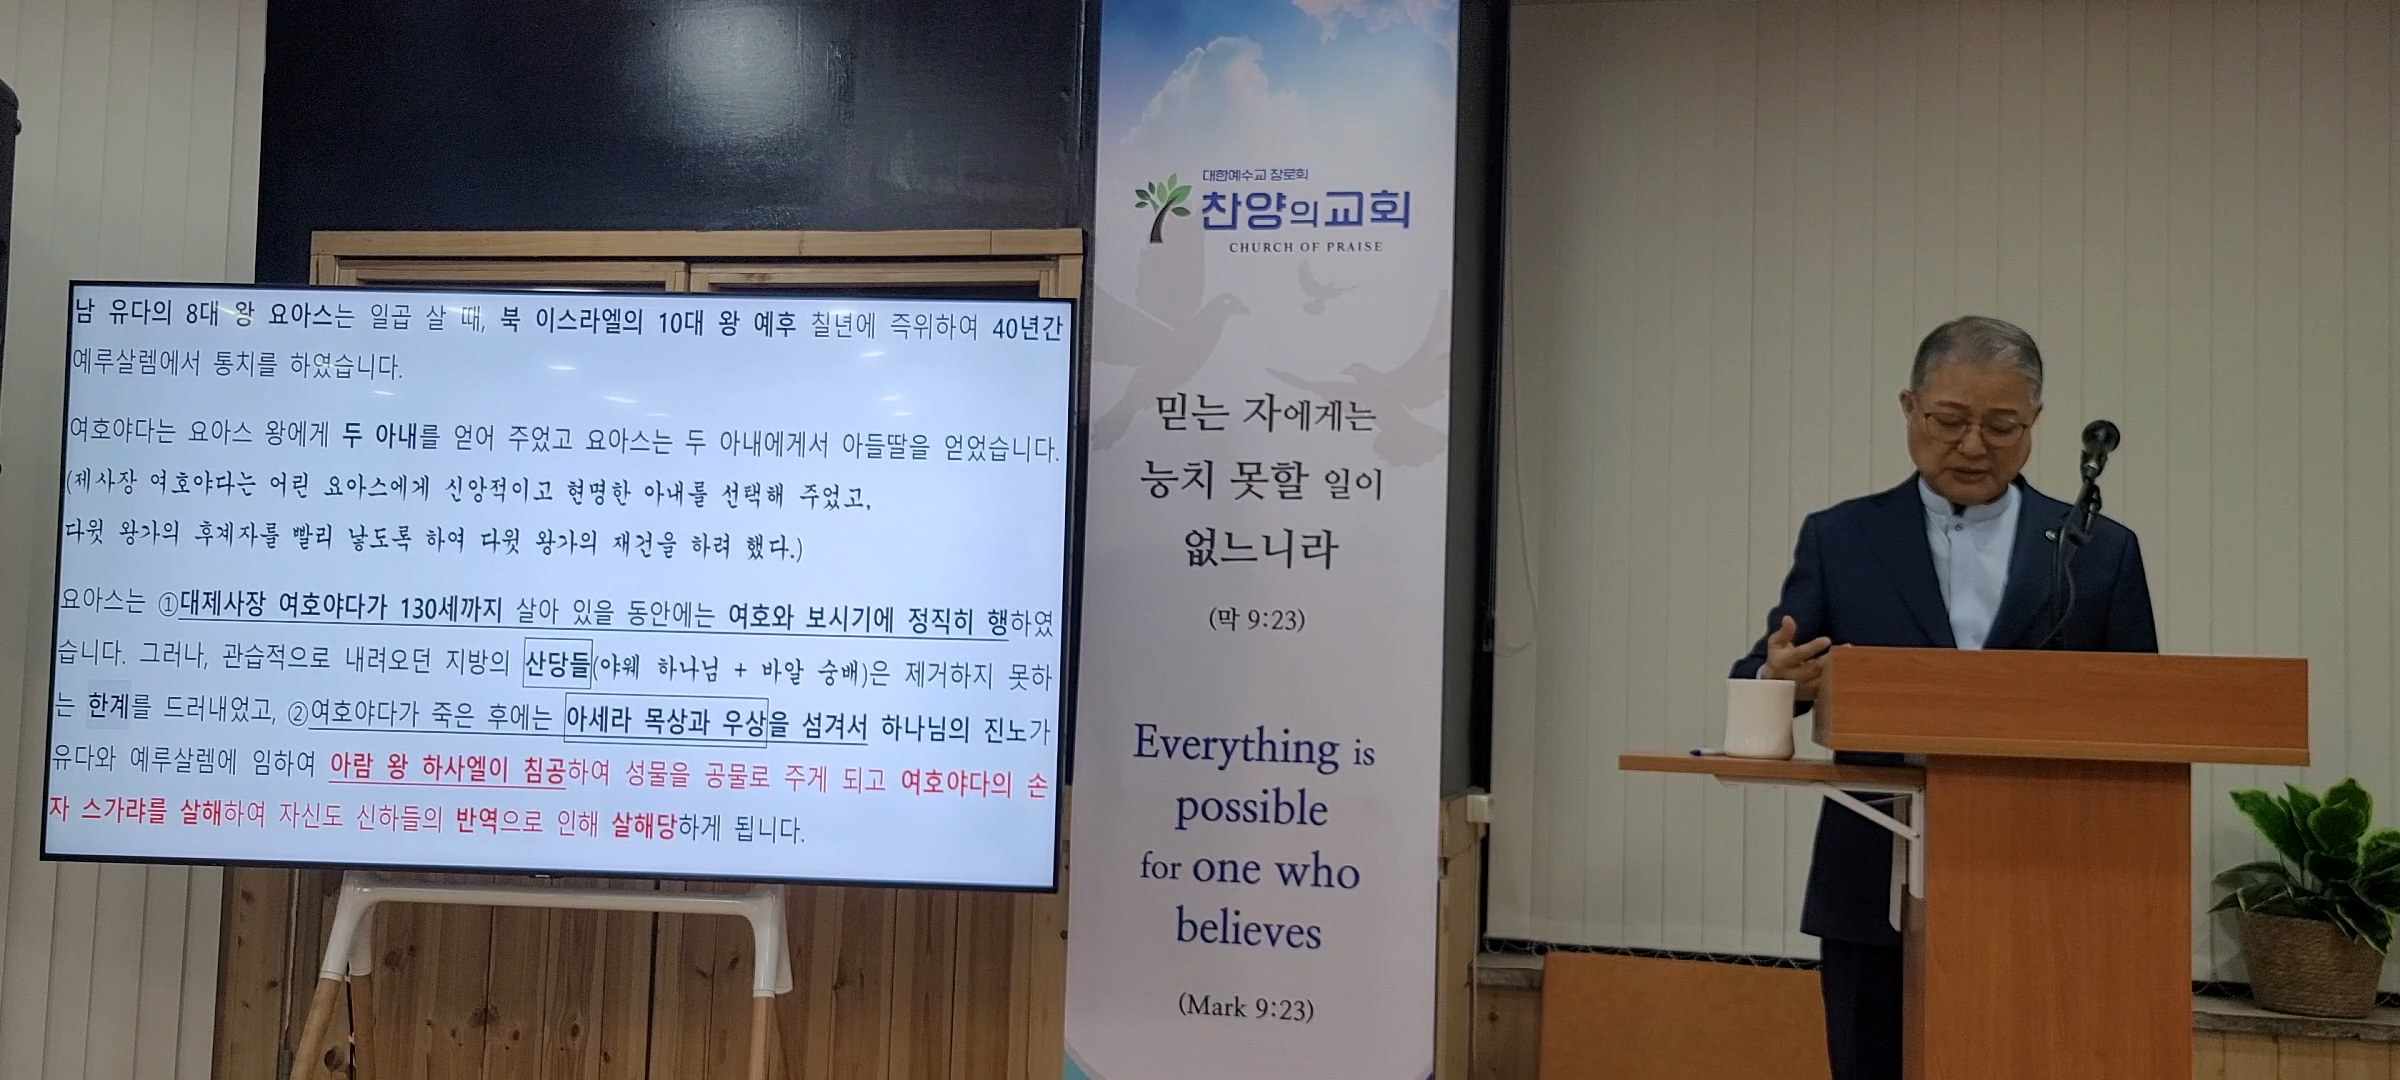 남 유다의 8대 왕 요아스는 일곱 살 때, 북 이스라엘의 10대 왕 예후 칠년에 즉위하여 40년간
예루살렘에서 통치를 하였습니다.
여호야다는 요아스 왕에게 두 아내를 얻어 주었고 요아스는 두 아내에게서 아들딸을 얻었습니다.
(제사장 여호야다는 어린 요아스에게 신앙적이고 현명한 아내를 선택해 주었고,
다윗 왕가의 후계자를 빨리 낳도록 하여 다윗 왕가의 재건을 하려 했다.)
요아스는 ①대제사장 여호야다가 130세까지 살아 있을 동안에는 여호와 보시기에 정직히 행하였
습니다. 그러나, 관습적으로 내려오던 지방의 산당들(야웨 하나님 + 바알 숭배)은 제거하지 못하
는 한계를 드러내었고, ②여호야다가 죽은 후에는 아세라 목상과 우상을 섬겨서 하나님의 진노가
유다와 예루살렘에 임하여 아람 왕 하사엘이 침공하여 성물을 공물로 주게 되고 여호야다의 손
자 스가랴를 살해하여 자신도 신하들의 반역으로 인해 살해당하게 됩니다.
대한예수교 장로회
찬양의교회
CHURCH OF PRAISE
믿는 자에게는
능치 못할 일이
없느니라
(막 9:23)
Everything is
possible
for one who
believes
(Mark 9:23)